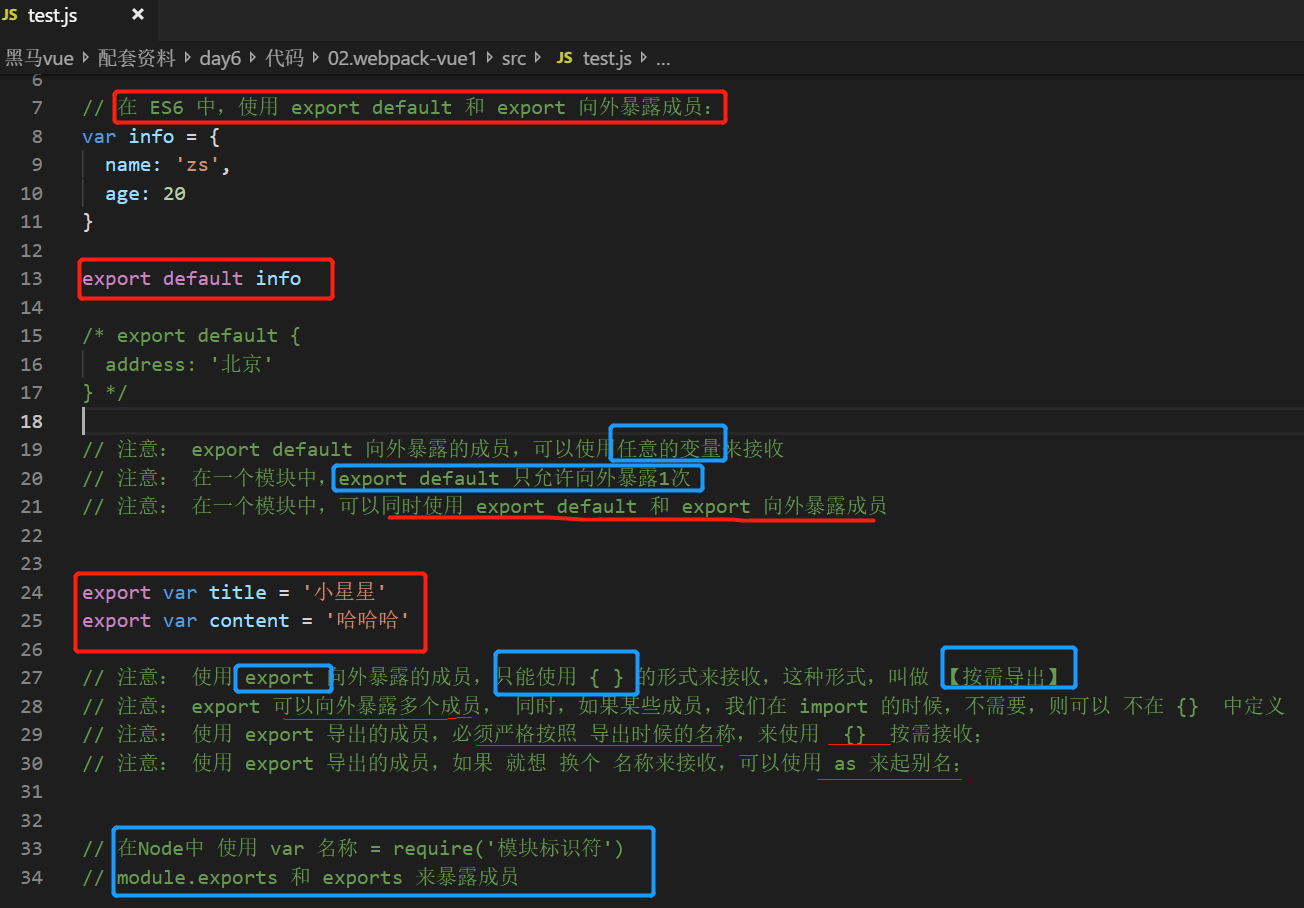 JS test.js ×
黑马vue 配套资料 day6 代码 02.webpack-vue1 src JS test.js ...
6
7 // 在 ES6 中，使用 export default 和 export 向外暴露成员：
8 var info = {
9 name: 'zs',
10 age: 20
11 }
12
13 export default info
14
15 /* export default {
16 address: '北京'
17 } */
18
19 // 注意： export default 向外暴露的成员，可以使用任意的变量来接收
20 // 注意： 在一个模块中，export default 只允许向外暴露1次
21 // 注意： 在一个模块中，可以同时使用 export default 和 export 向外暴露成员
22
23
24 export var title = '小星星'
25 export var content = '哈哈哈'
26
27 // 注意： 使用 export 向外暴露的成员，只能使用 { } 的形式来接收，这种形式，叫做 【按需导出】
28 // 注意： export 可以向外暴露多个成员， 同时，如果某些成员，我们在 import 的时候，不需要，则可以 不在 {} 中定义
29 // 注意： 使用 export 导出的成员，必须严格按照 导出时候的名称，来使用 {} 按需接收；
30 // 注意： 使用 export 导出的成员，如果 就想 换个 名称来接收，可以使用 as 来起别名；
31
32
33 // 在Node中 使用 var 名称 = require('模块标识符')
34 // module.exports 和 exports 来暴露成员